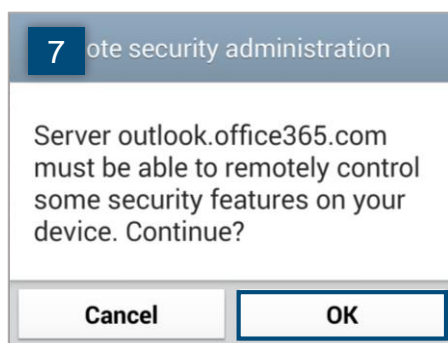 7 ote security administration
Server outlook.office365.com
must be able to remotely control
some security features on your
device. Continue?
Cancel OK